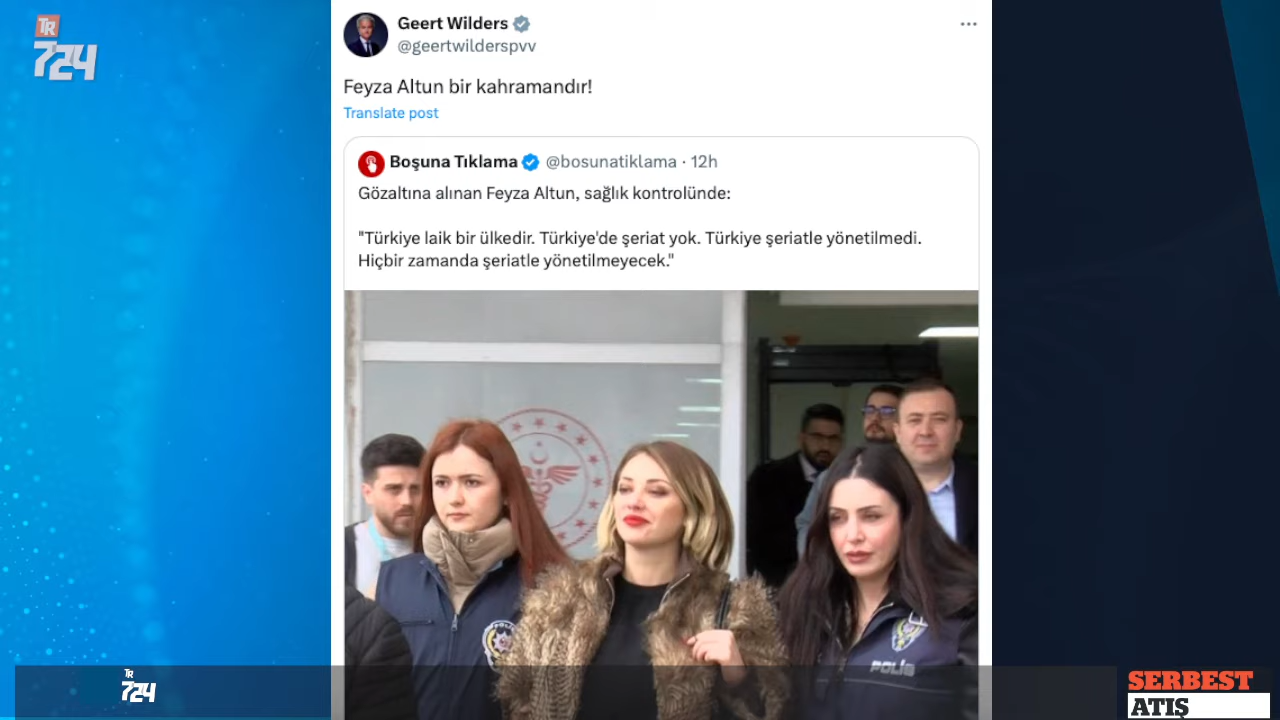 TR
724
Geert Wilders
@geertwilderspvv
Feyza Altun bir kahramandır!
Translate post
Boşuna Tıklama @bosunatiklama · 12h
Gözaltına alınan Feyza Altun, sağlık kontrolünde:
"Türkiye laik bir ülkedir. Türkiye'de şeriat yok. Türkiye şeriatle yönetilmedi.
Hiçbir zamanda şeriatle yönetilmeyecek."
POLİS
TR
724
SERBEST
ATIŞ